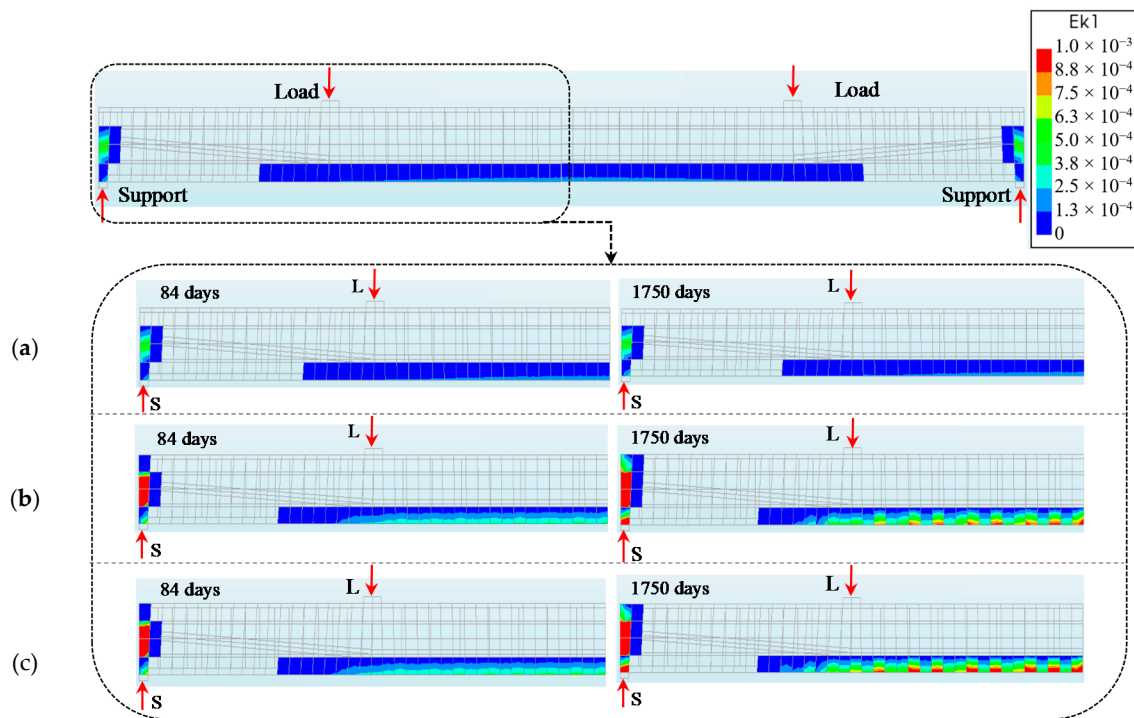 Ek1
1.0 × 10⁻³
8.8 × 10⁻⁴
7.5 × 10⁻⁴
6.3 × 10⁻⁴
5.0 × 10⁻⁴
3.8 × 10⁻⁴
2.5 × 10⁻⁴
1.3 × 10⁻⁴
0
Load
Load
Support
Support
(a)
84 days
L
S
1750 days
L
S
(b)
84 days
L
S
1750 days
L
S
(c)
84 days
L
S
1750 days
L
S